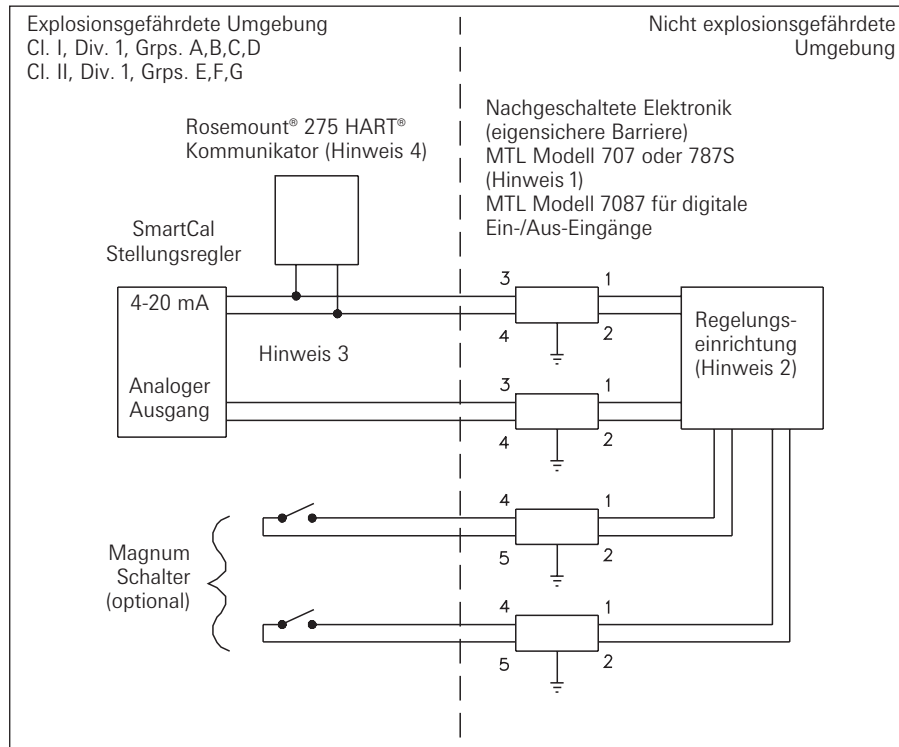 Explosionsgefährdete Umgebung
Cl. I, Div. 1, Grps. A,B,C,D
Cl. II, Div. 1, Grps. E,F,G
Nicht explosionsgefährdete
Umgebung
Rosemount® 275 HART®
Kommunikator (Hinweis 4)
Nachgeschaltete Elektronik
(eigensichere Barriere)
MTL Modell 707 oder 787S
(Hinweis 1)
MTL Modell 7087 für digitale
Ein-/Aus-Eingänge
SmartCal
Stellungsregler
4-20 mA
Hinweis 3
Analoger
Ausgang
3
1
4
2
3
1
4
2
Regelungs-
einrichtung
(Hinweis 2)
Magnum
Schalter
(optional)
4
1
5
2
4
1
5
2